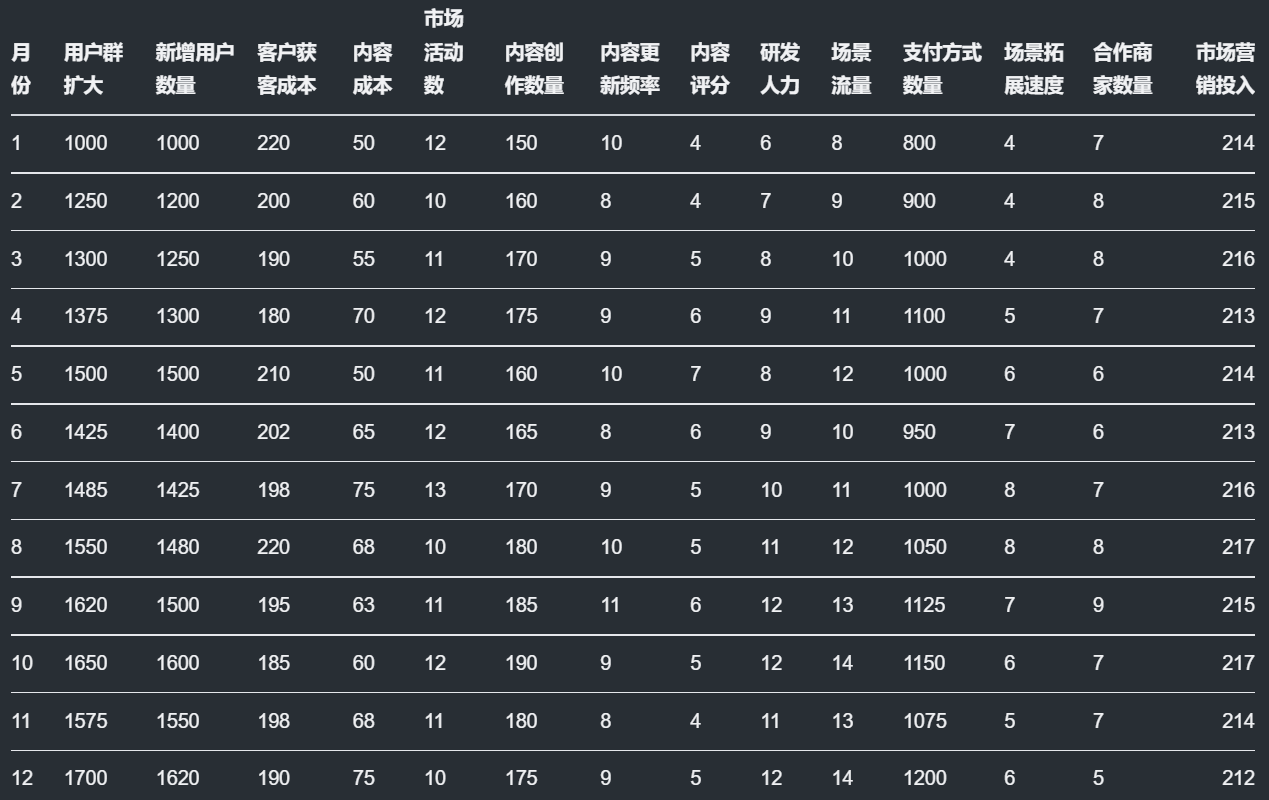 月份 用户群扩大 新增用户数量 客户获客成本 内容成本 市场活动数 内容创作数量 内容更新频率 内容评分 研发人力 场景流量 支付方式数量 场景拓展速度 合作商家数量 市场营销投入
1 1000 1000 220 50 12 150 10 4 6 8 800 4 7 214
2 1250 1200 200 60 10 160 8 4 7 9 900 4 8 215
3 1300 1250 190 55 11 170 9 5 8 10 1000 4 8 216
4 1375 1300 180 70 12 175 9 6 9 11 1100 5 7 213
5 1500 1500 210 50 11 160 10 7 8 12 1000 6 6 214
6 1425 1400 202 65 12 165 8 6 9 10 950 7 6 213
7 1485 1425 198 75 13 170 9 5 10 11 1000 8 7 216
8 1550 1480 220 68 10 180 10 5 11 12 1050 8 8 217
9 1620 1500 195 63 11 185 11 6 12 13 1125 7 9 215
10 1650 1600 185 60 12 190 9 5 12 14 1150 6 7 217
11 1575 1550 198 68 11 180 8 4 11 13 1075 5 7 214
12 1700 1620 190 75 10 175 9 5 12 14 1200 6 5 212